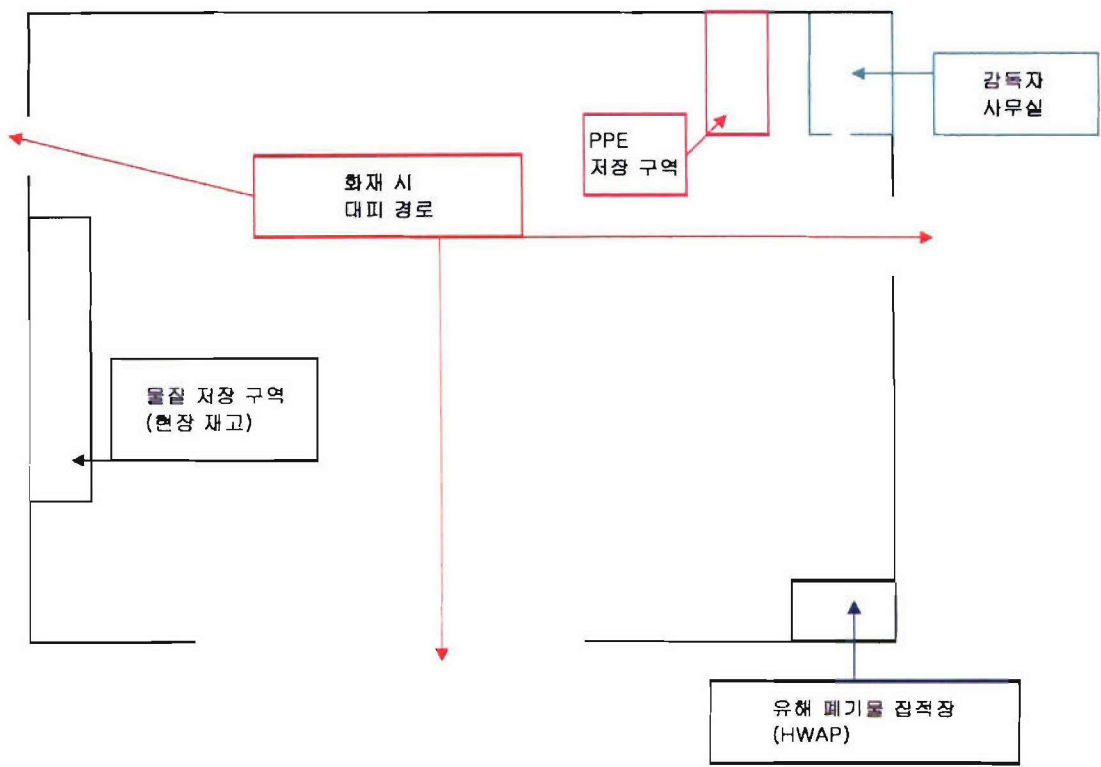 감독자
사무실
PPE
저장 구역
화재 시
대피 경로
물질 저장 구역
(현장 재고)
유해 폐기물 집적장
(HWAP)